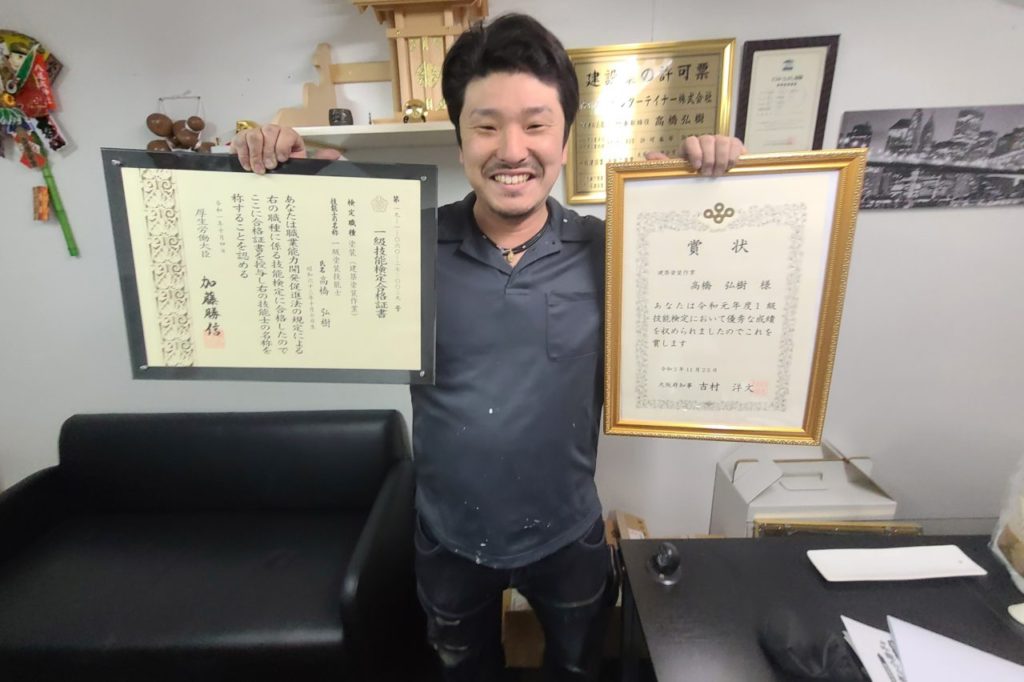 一級技能検定合格証書
検定職種 塗装(建築塗装作業)
技能士の名称 一級塗装技能士
氏名 高橋 弘樹
あなたは職業能力開発促進法の規定による
右の職種に係る技能検定に合格したので
ここに合格証書を授与し右の技能士の名称を
称することを認める
厚生労働大臣 加藤勝信
建設業の許可票
ターテイナー株式会社
高橋弘樹
賞状
建築塗装作業
高橋 弘樹 様
あなたは令和元年度1級
技能検定において優秀な成績
を収められましたのでこれを
賞します
大阪府知事 吉村 洋文